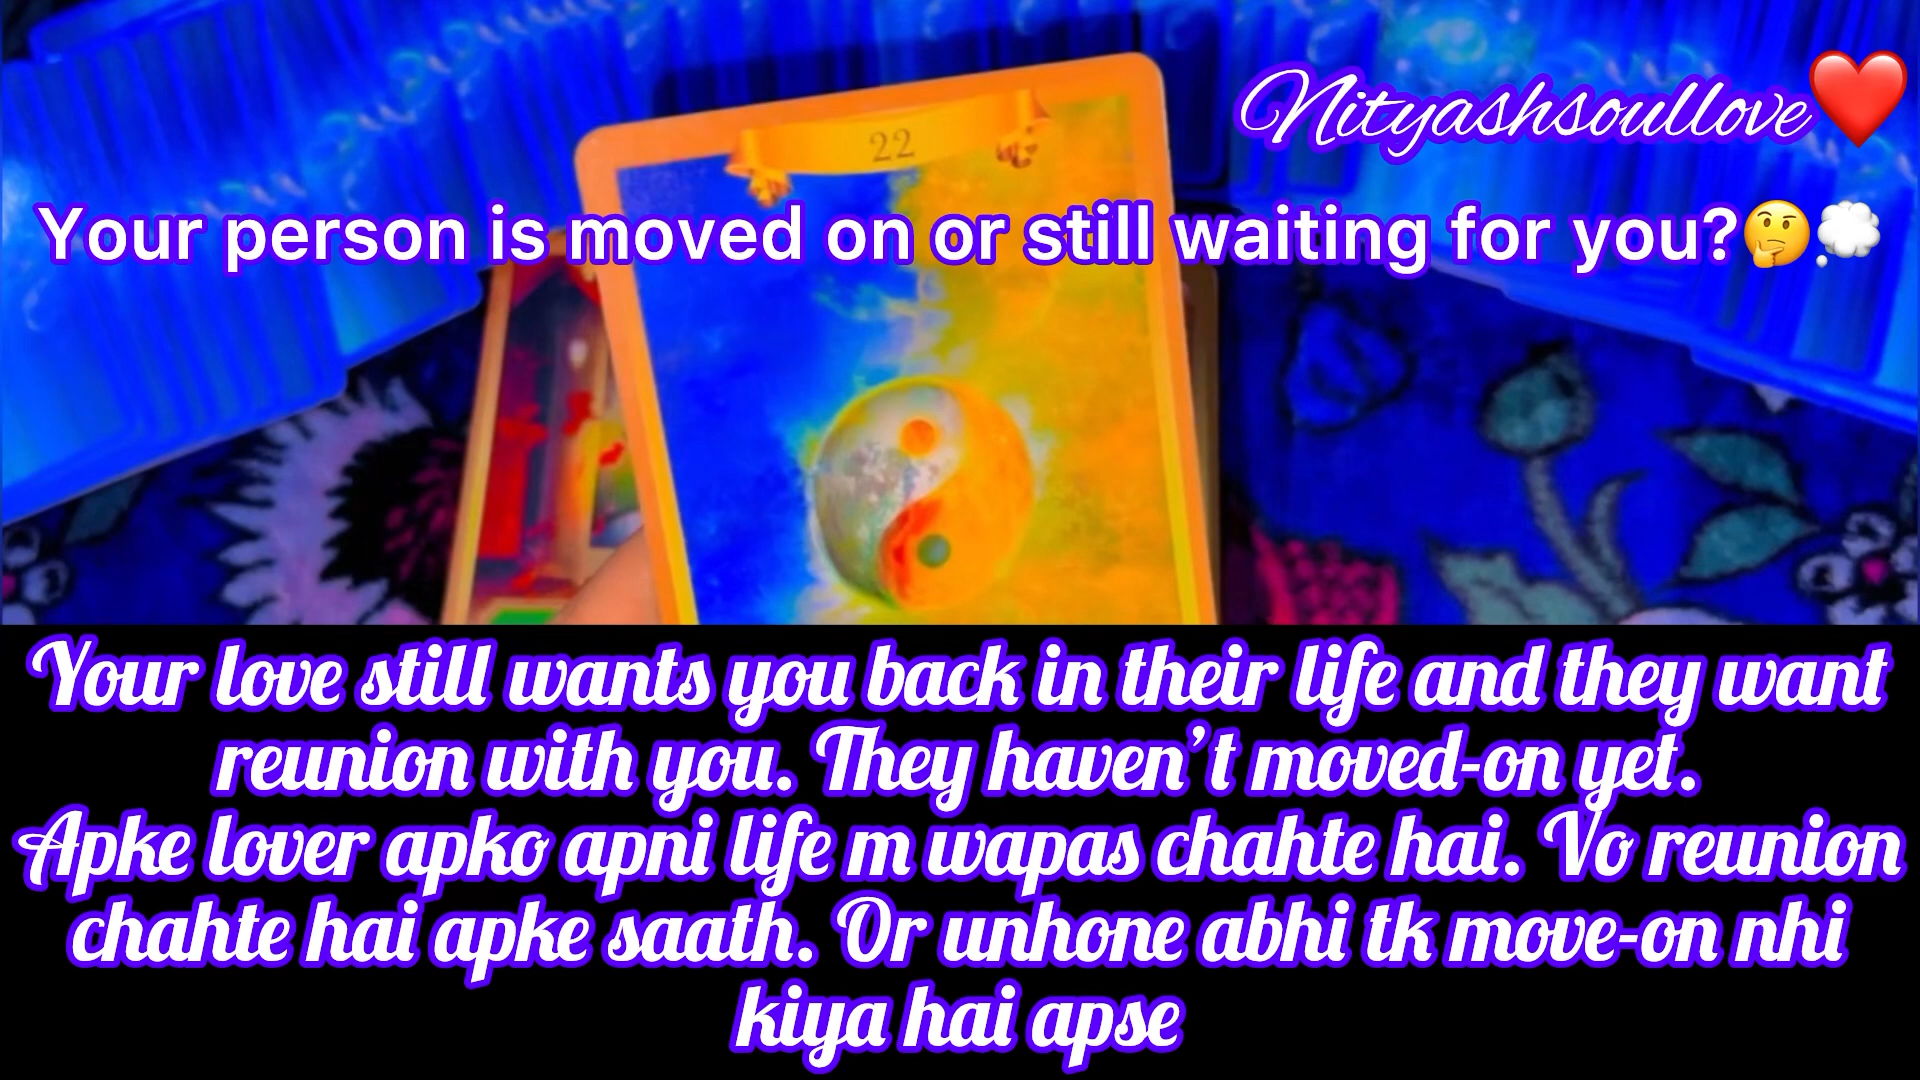 Nityashsoullove❤️
22
Your person is moved on or still waiting for you?🤔💭
Your love still wants you back in their life and they want
reunion with you. They haven’t moved-on yet.
Apke lover apko apni life m wapas chahte hai. Vo reunion
chahte hai apke saath. Or unhone abhi tk move-on nhi
kiya hai apse